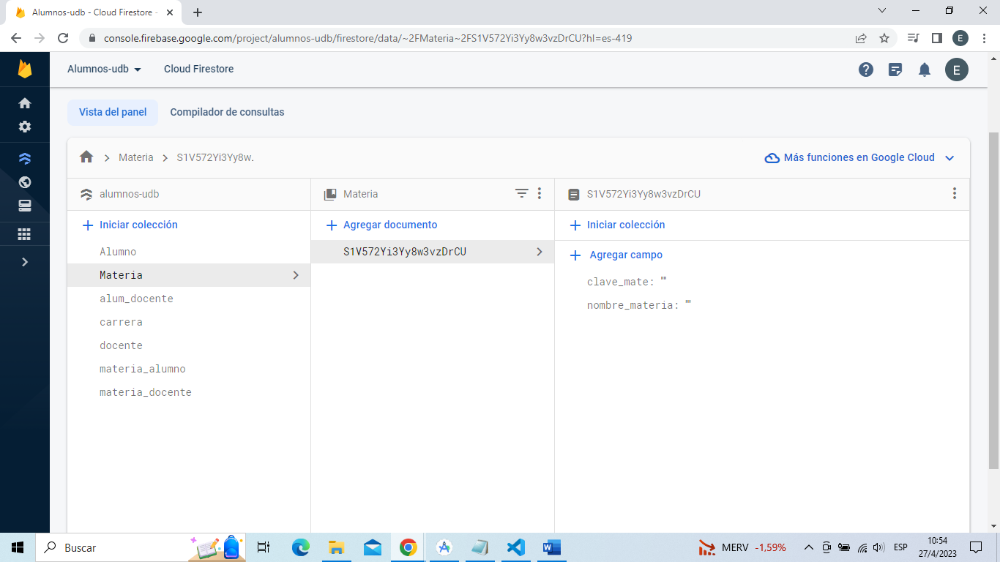 Alumnos-udb - Cloud Firestore -
console.firebase.google.com/project/alumnos-udb/firestore/data/~2FMateria~2FS1V572Yi3Yy8w3vzDrCU?hl=es-419
E
Alumnos-udb
Cloud Firestore
E
Vista del panel
Compilador de consultas
Materia
S1V572Yi3Yy8w.
Más funciones en Google Cloud
alumnos-udb
Materia
S1V572Yi3Yy8w3vzDrCU
Iniciar colección
Agregar documento
Iniciar colección
Alumno
S1V572Yi3Yy8w3vzDrCU
Agregar campo
Materia
clave_mate: ""
alum_docente
nombre_materia: ""
carrera
docente
materia_alumno
materia_docente
Buscar
MERV -1,59%
ESP
10:54
27/4/2023